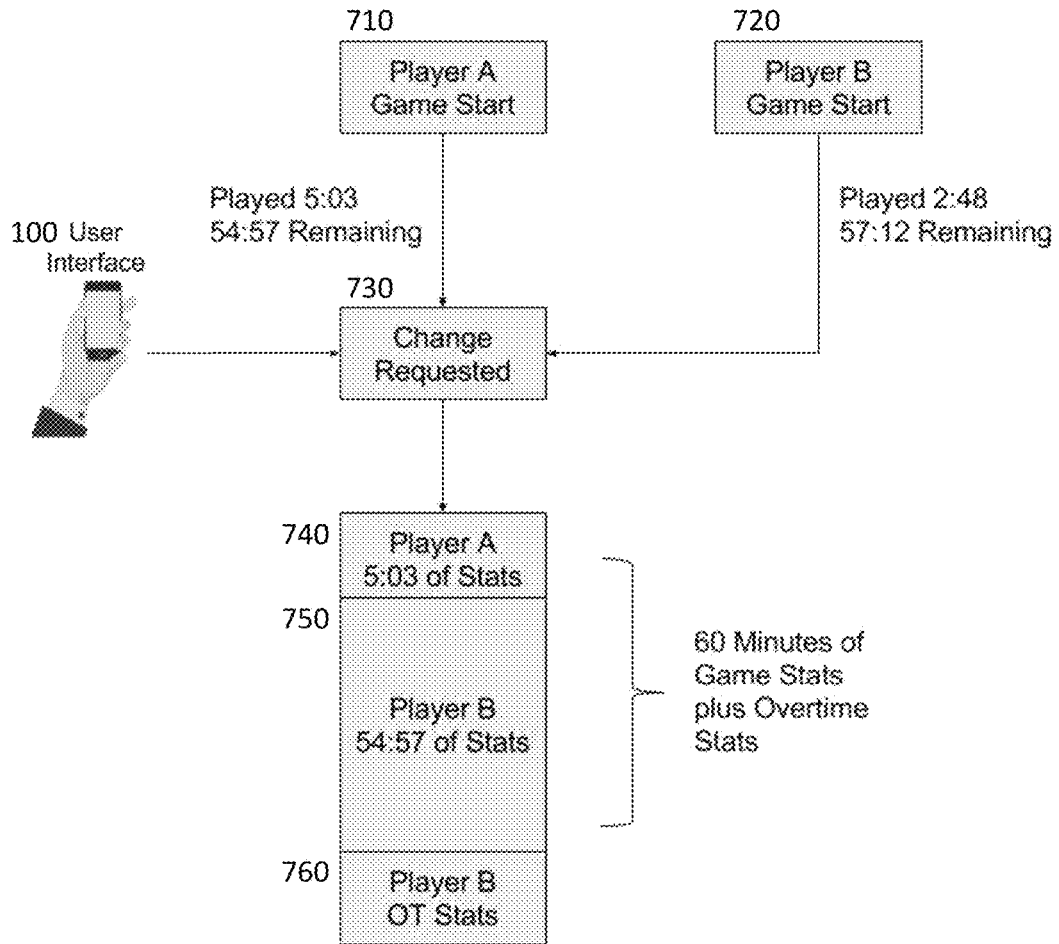 710
Player A
Game Start
720
Player B
Game Start
Played 5:03
54:57 Remaining
Played 2:48
57:12 Remaining
100 User
Interface
730
Change
Requested
740
Player A
5:03 of Stats
750
Player B
54:57 of Stats
60 Minutes of
Game Stats
plus Overtime
Stats
760
Player B
OT Stats